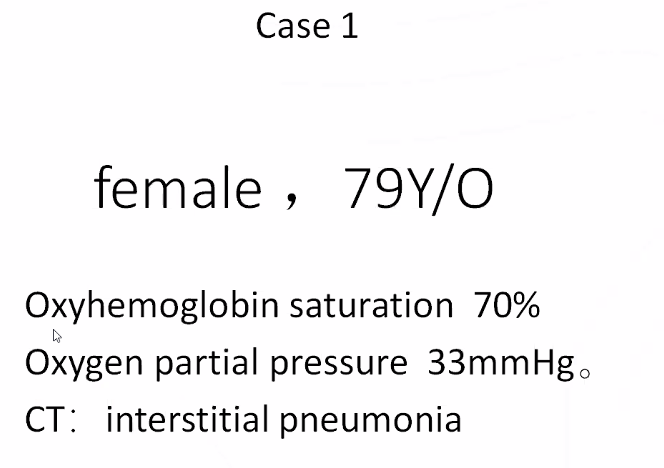 Case 1
female ，79Y/O
Oxyhemoglobin saturation 70%
Oxygen partial pressure 33mmHg。
CT： interstitial pneumonia